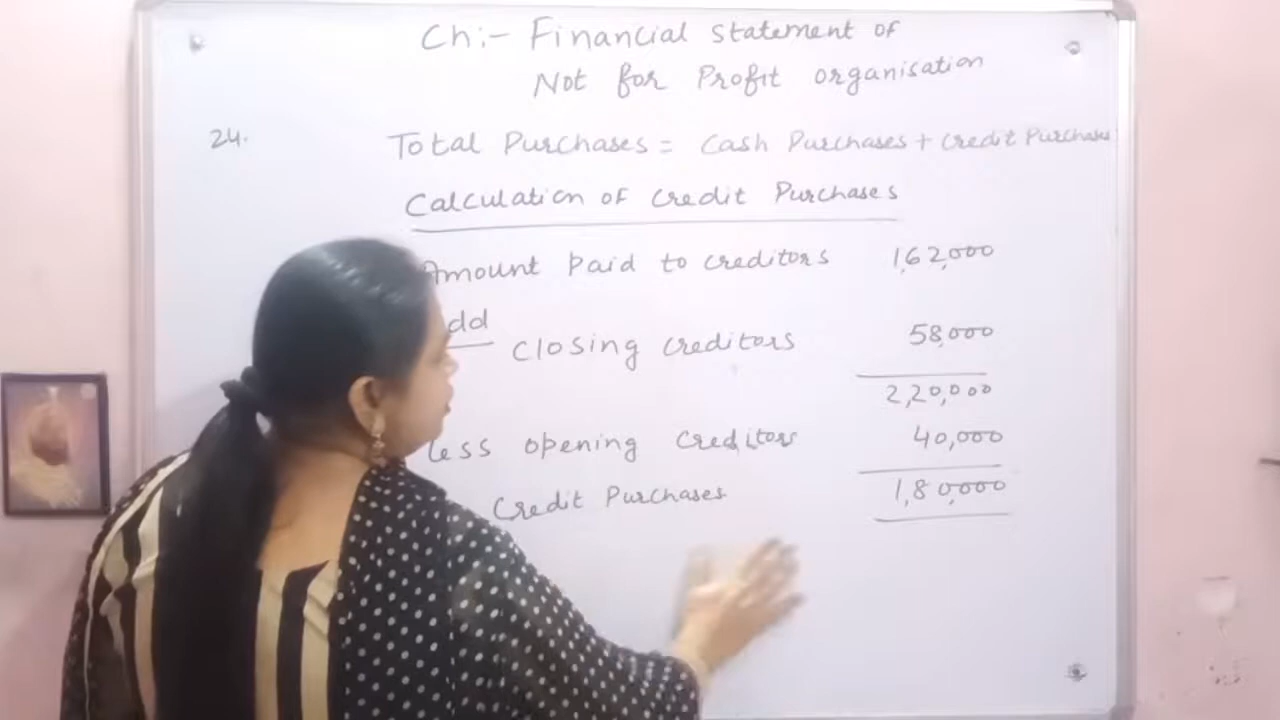 Ch:- Financial Statement of
Not for Profit organisation
24. Total Purchases = Cash Purchases + Credit Purchases
Calculation of Credit Purchases
Amount Paid to creditors 1,62,000
dd
Closing Creditors 58,000
2,20,000
less opening Creditors 40,000
Credit Purchases 1,80,000